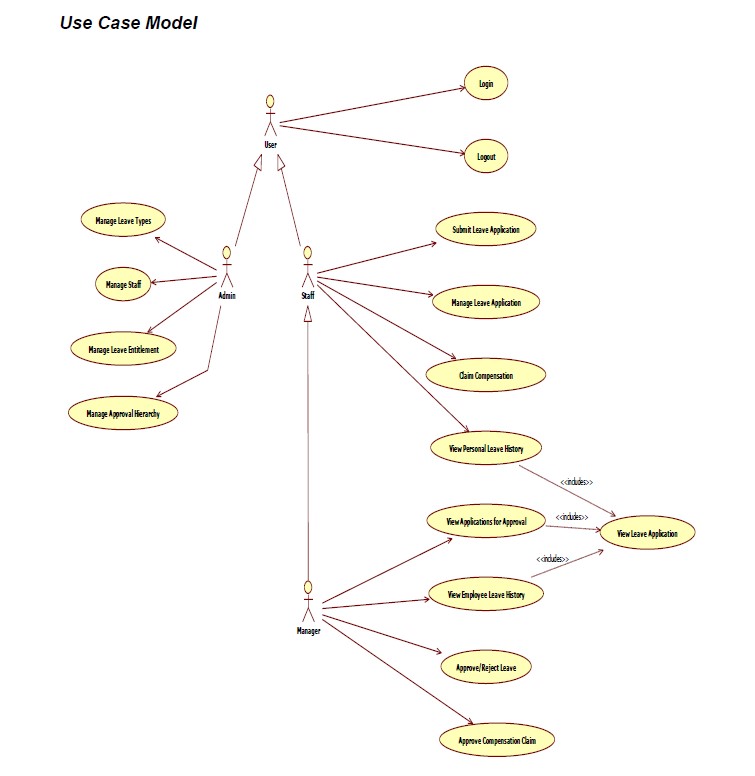 Use Case Model
Login
User
Logout
Manage Leave Types
Submit Leave Application
Manage Staff
Admin
Staff
Manage Leave Application
Manage Leave Entitlement
Claim Compensation
Manage Approval Hierarchy
View Personal Leave History
<<includes>>
View Applications for Approval
<<includes>>
View Leave Application
<<includes>>
View Employee Leave History
Manager
Approve/Reject Leave
Approve Compensation Claim